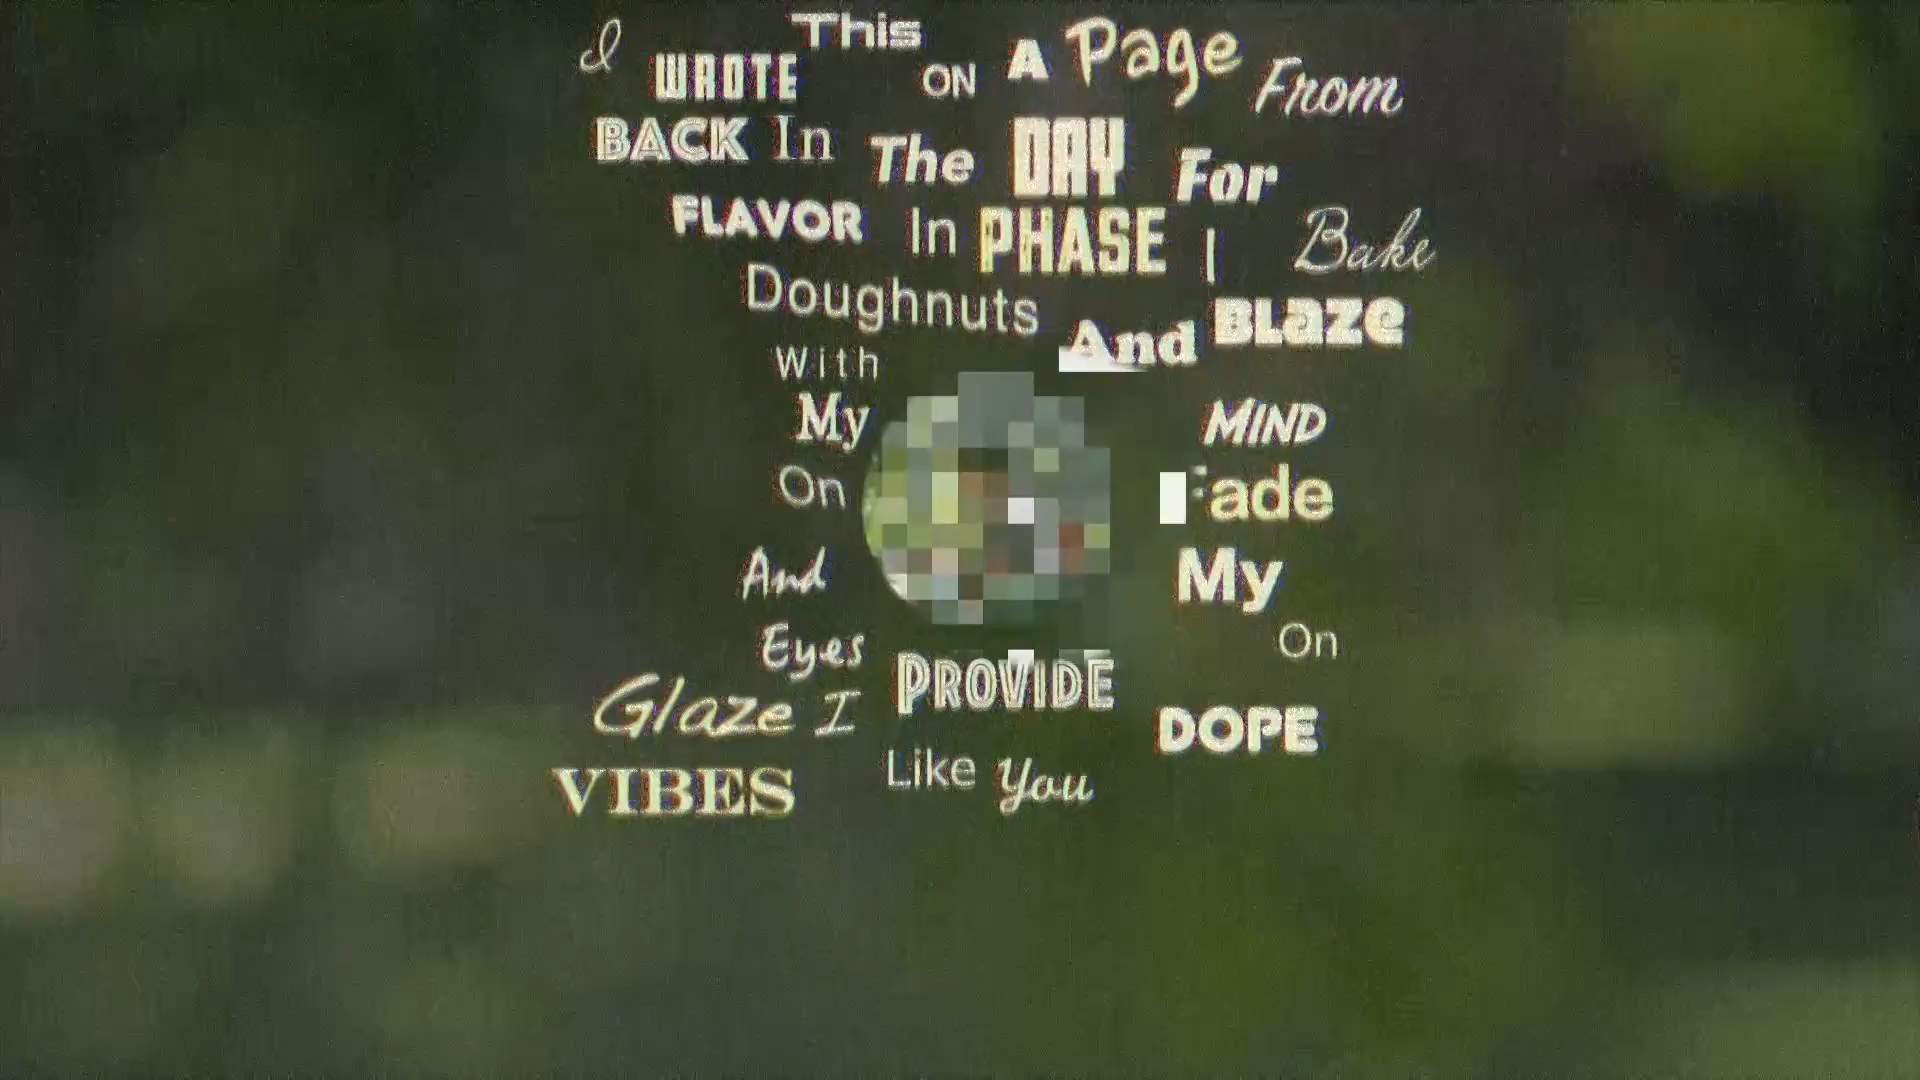 I WROTE This ON A Page From
BACK In The DAY For
FLAVOR In PHASE I Bake
Doughnuts And BLaze
With My MIND
On Fade
And My
Eyes On
Glaze I PROVIDE DOPE
VIBES Like You